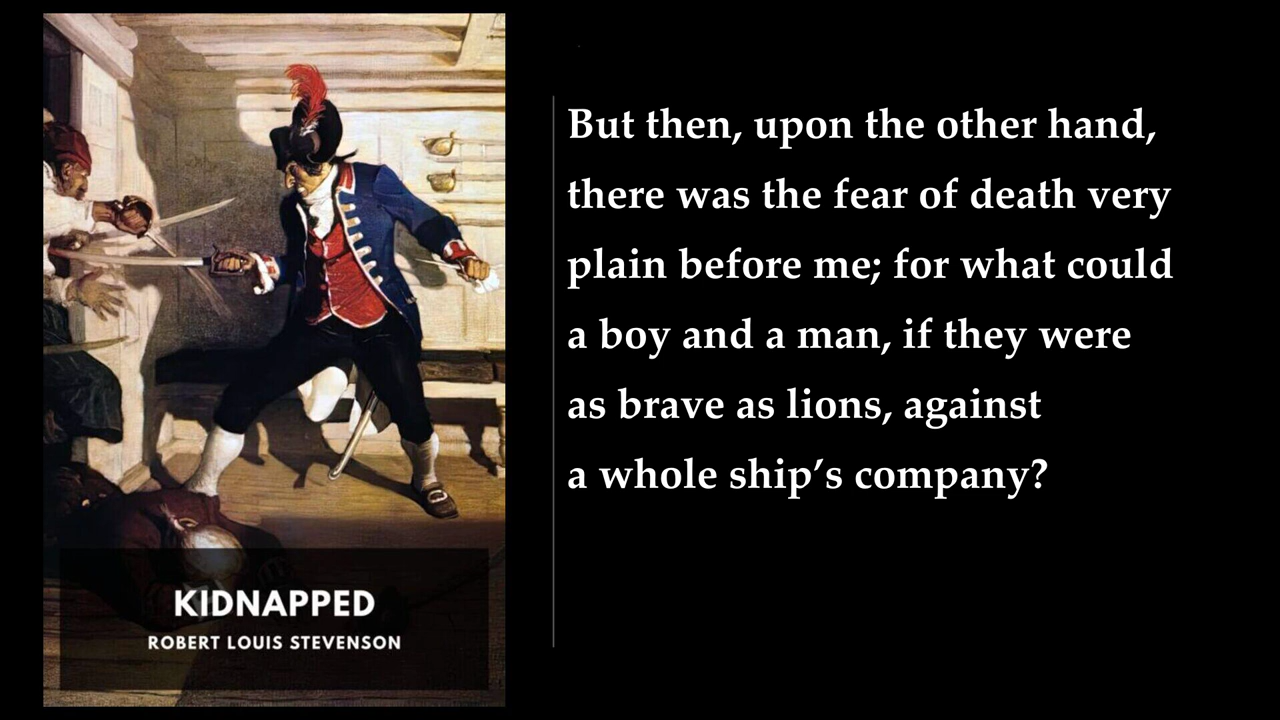 KIDNAPPED
ROBERT LOUIS STEVENSON
But then, upon the other hand,
there was the fear of death very
plain before me; for what could
a boy and a man, if they were
as brave as lions, against
a whole ship’s company?